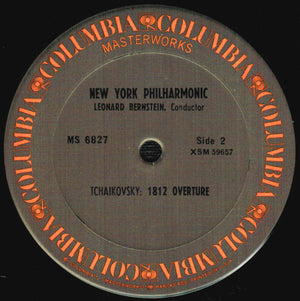 COLUMBIA COLUMBIA COLUMBIA COLUMBIA COLUMBIA COLUMBIA
MASTERWORKS
NEW YORK PHILHARMONIC
LEONARD BERNSTEIN, Conductor
MS 6827
Side 2
XSM 59657
TCHAIKOVSKY: 1812 OVERTURE